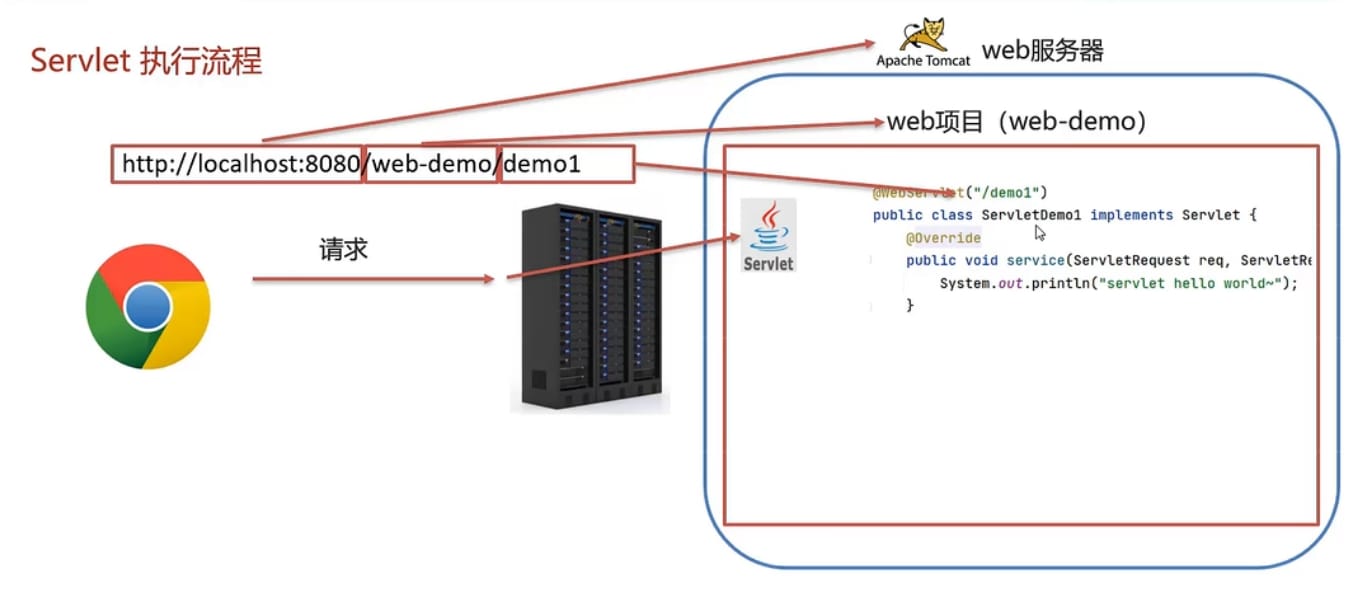 Servlet 执行流程
Apache Tomcat
web服务器
web项目（web-demo）
http://localhost:8080/web-demo/demo1
请求
Servlet
@WebServlet("/demo1")
public class ServletDemo1 implements Servlet {
@Override
public void service(ServletRequest req, ServletRe
System.out.println("servlet hello world~");
}